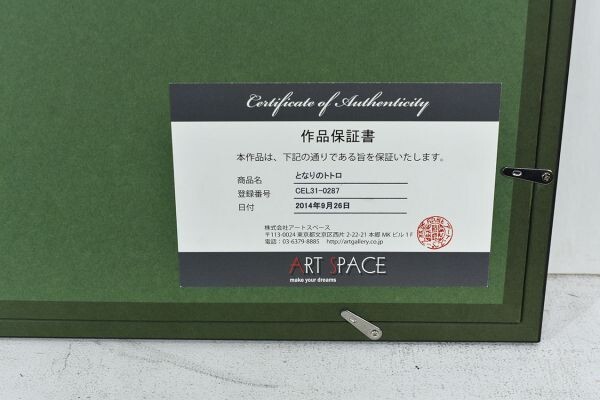 Certificate of Authenticity
作品保証書
本作品は、下記の通りである旨を保証いたします。
商品名 となりのトトロ
登録番号 CEL31-0287
日付 2014年9月26日
株式会社アートスペース
〒113-0024 東京都文京区西片 2-22-21 本郷 MK ビル 1F
電話：03-6379-8885 http://artgallery.co.jp
ART SPACE
make your dreams